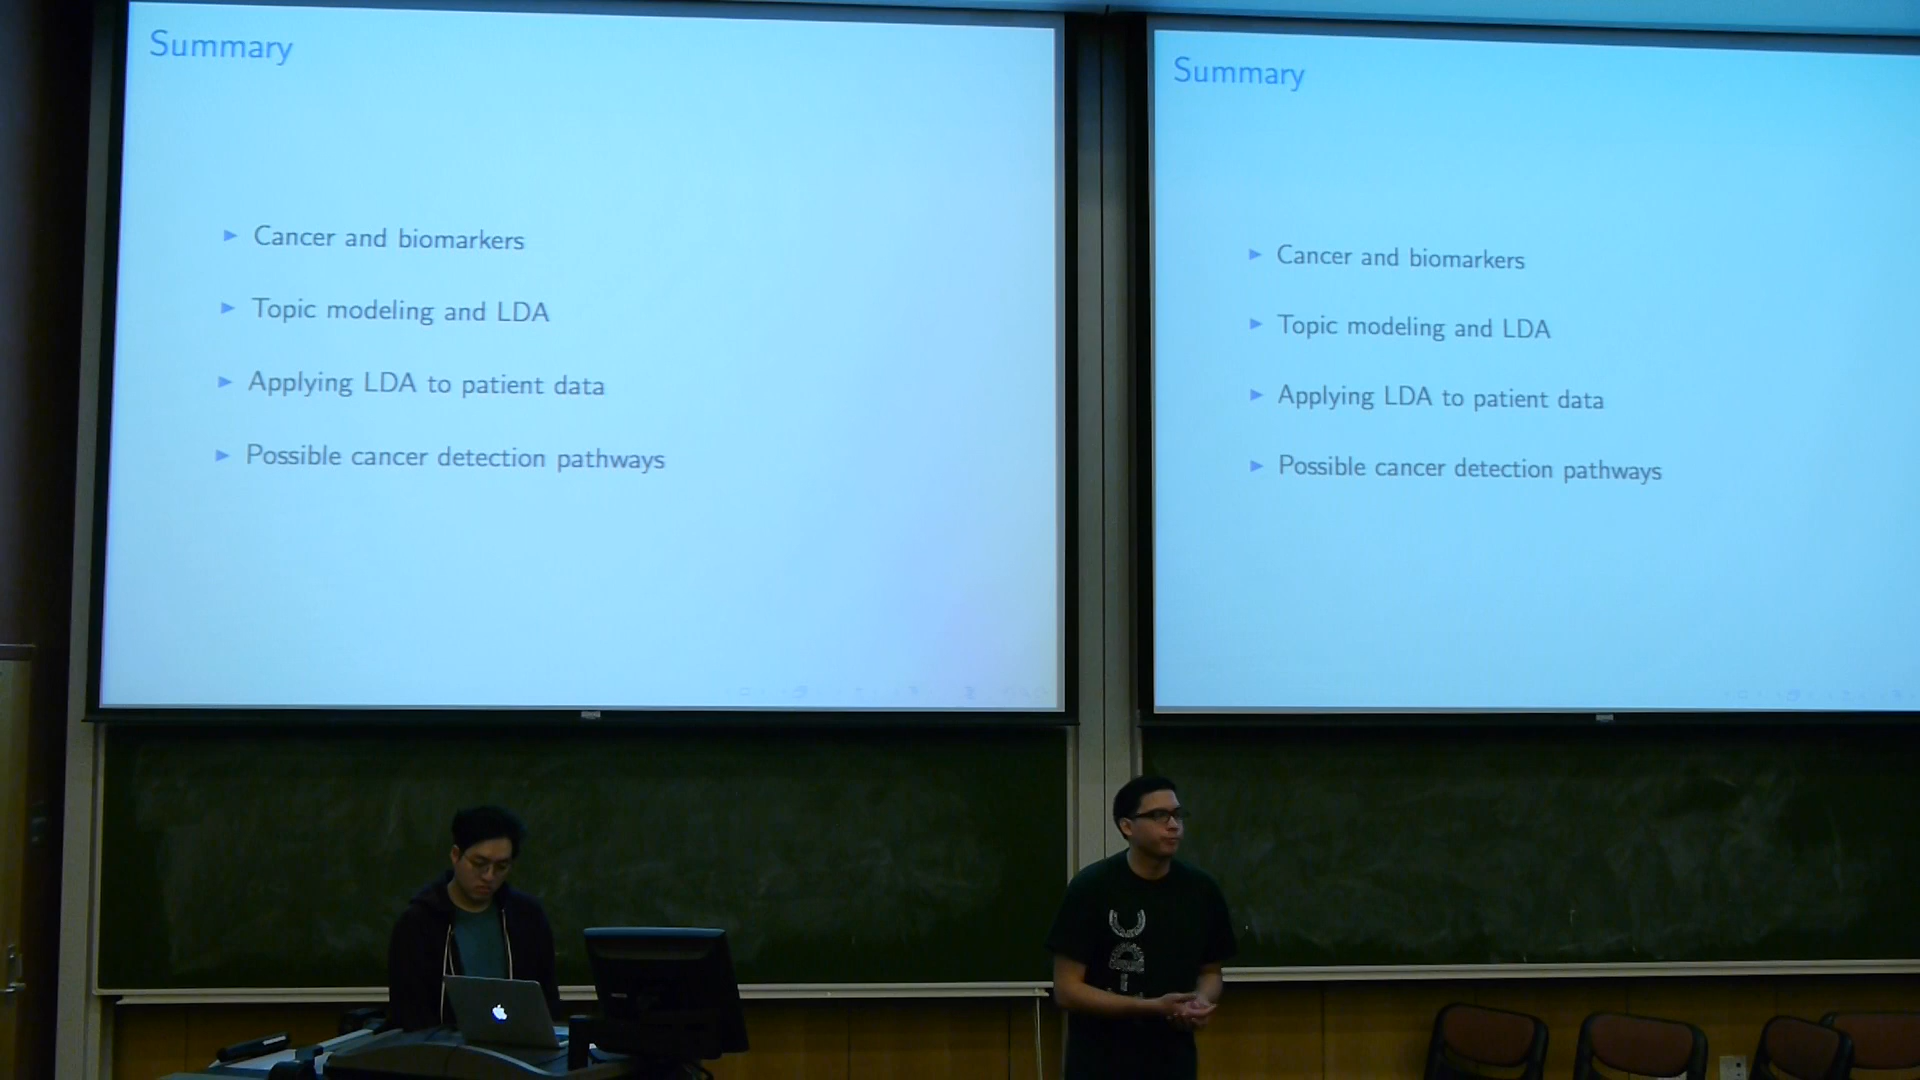 Summary
Cancer and biomarkers
Topic modeling and LDA
Applying LDA to patient data
Possible cancer detection pathways
Summary
Cancer and biomarkers
Topic modeling and LDA
Applying LDA to patient data
Possible cancer detection pathways